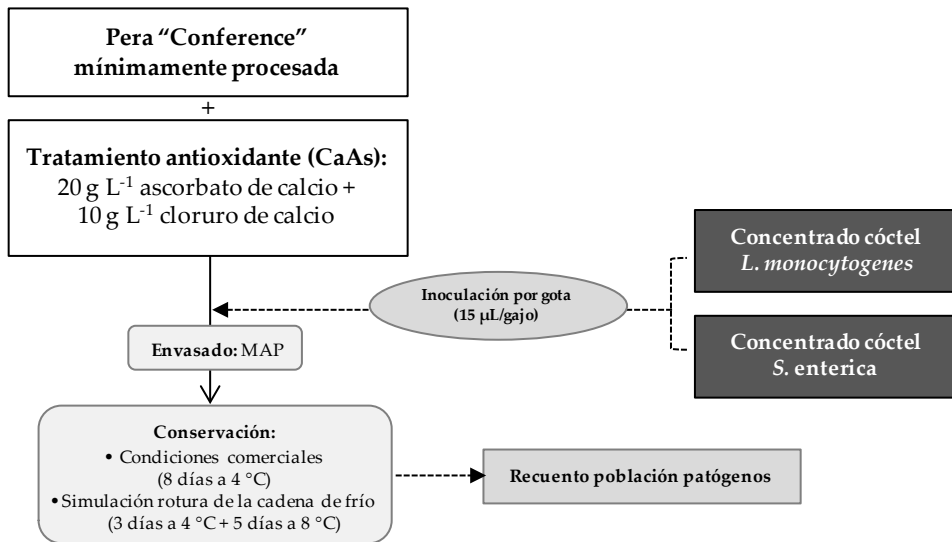 Pera “Conference”
mínimamente procesada
+
Tratamiento antioxidante (CaAs):
20 g L-1 ascorbato de calcio +
10 g L-1 cloruro de calcio
Concentrado cóctel
L. monocytogenes
Inoculación por gota
(15 µL/gajo)
Envasado: MAP
Concentrado cóctel
S. enterica
Conservación:
• Condiciones comerciales
(8 días a 4 °C)
•Simulación rotura de la cadena de frío
(3 días a 4 °C + 5 días a 8 °C)
Recuento población patógenos